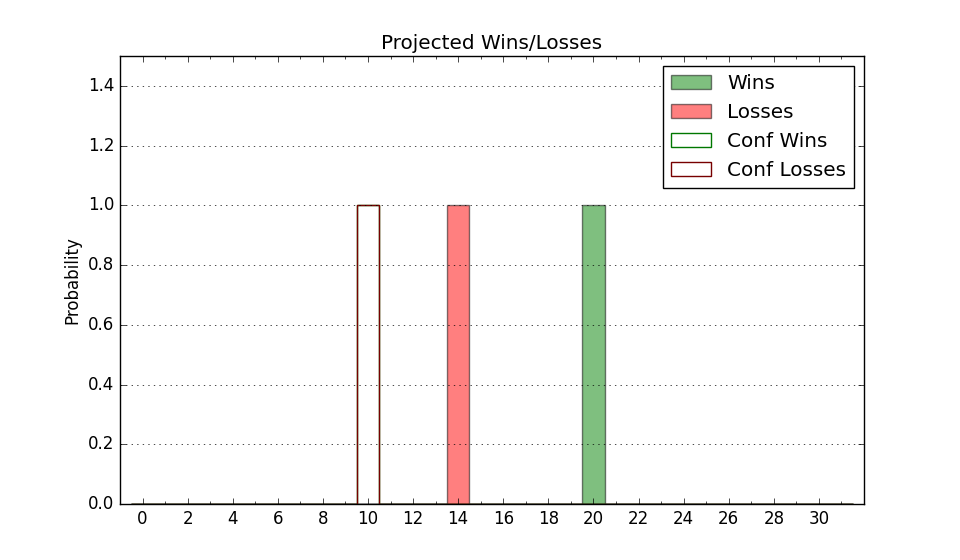 Projected Wins/Losses
Wins
Losses
Conf Wins
Conf Losses
Probability
1.4
1.2
1.0
0.8
0.6
0.4
0.2
0.0
0 2 4 6 8 10 12 14 16 18 20 22 24 26 28 30